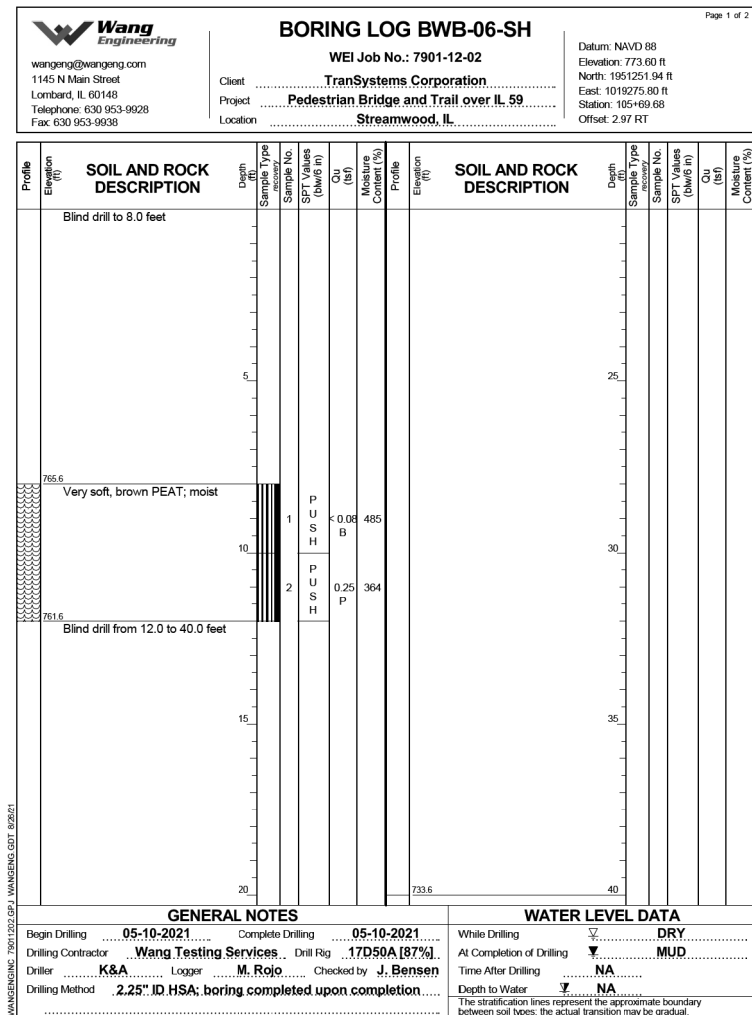 Page 1 of 2
Wang
Engineering
wangeng@wangeng.com
1145 N Main Street
Lombard, IL 60148
Telephone: 630 953-9928
Fax: 630 953-9938
BORING LOG BWB-06-SH
WEI Job No.: 7901-12-02
Client TranSystems Corporation
Project Pedestrian Bridge and Trail over IL 59
Location Streamwood, IL
Datum: NAVD 88
Elevation: 773.60 ft
North: 1951251.94 ft
East: 1019275.80 ft
Station: 105+69.68
Offset: 2.97 RT
Profile
Elevation (ft)
SOIL AND ROCK DESCRIPTION
Depth (ft)
Sample Type
recovery
Sample No.
SPT Values (blw/6 in)
Qu (tsf)
Moisture Content (%)
Profile
Elevation (ft)
SOIL AND ROCK DESCRIPTION
Depth (ft)
Sample Type
recovery
Sample No.
SPT Values (blw/6 in)
Qu (tsf)
Moisture Content (%)
Blind drill to 8.0 feet
5
765.6
Very soft, brown PEAT; moist
1 PUSH < 0.08 B 485
10
2 PUSH 0.25 P 364
761.6
Blind drill from 12.0 to 40.0 feet
15
20
25
30
35
733.6 40
GENERAL NOTES
Begin Drilling 05-10-2021 Complete Drilling 05-10-2021
Drilling Contractor Wang Testing Services Drill Rig 17D50A [87%]
Driller K&A Logger M. Rojo Checked by J. Bensen
Drilling Method 2.25" ID HSA; boring completed upon completion
WATER LEVEL DATA
While Drilling DRY
At Completion of Drilling MUD
Time After Drilling NA
Depth to Water NA
The stratification lines represent the approximate boundary
between soil types; the actual transition may be gradual.
WANGENGINC 79011202.GPJ WANGENG.GDT 8/26/21